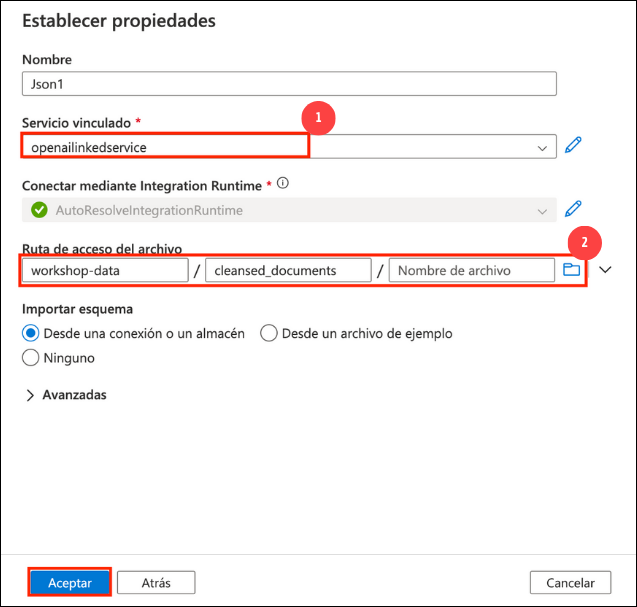 Establecer propiedades
Nombre
Json1
Servicio vinculado *
1
openailinkedservice
Conectar mediante Integration Runtime *
AutoResolveIntegrationRuntime
2
Ruta de acceso del archivo
workshop-data / cleansed_documents / Nombre de archivo
Importar esquema
Desde una conexión o un almacén Desde un archivo de ejemplo
Ninguno
Avanzadas
Aceptar Atrás Cancelar